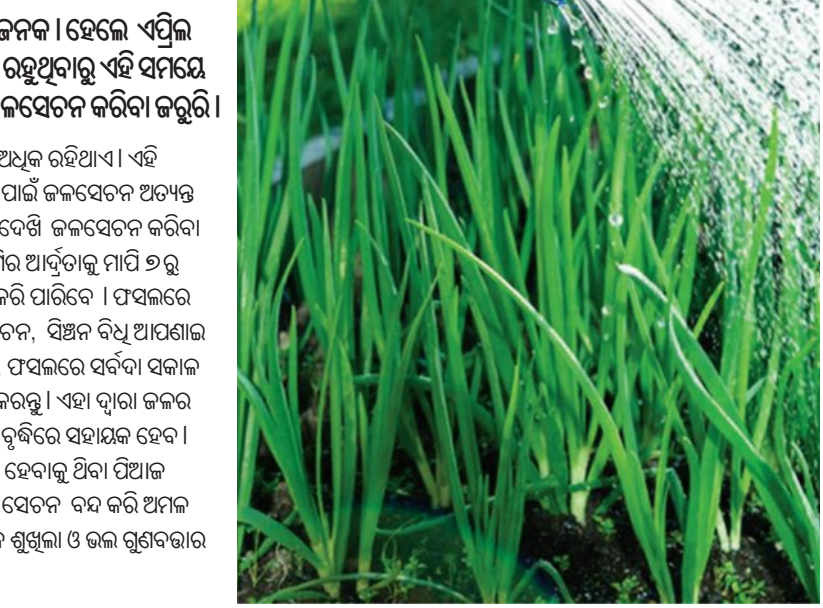 ଜନକ । ହେଲେ ଏପ୍ରିଲ
ରହୁଥିବାରୁ ଏହି ସମୟେ
ଳସେଚନ କରିବା ଜରୁରି ।
ଅଧିକ ରହିଥାଏ । ଏହି
ପାଇଁ ଜଳସେଚନ ଅତ୍ୟନ୍ତ
ଦେଖି ଜଳସେଚନ କରିବା
ର ଆର୍ଦ୍ରତାକୁ ମାପି ୭ରୁ
କରି ପାରିବେ । ଫସଲରେ
ଚନ, ସିଞ୍ଚନ ବିଧି ଆପଣାଇ
ଫସଲରେ ସର୍ବଦା ସକାଳ
କରନ୍ତୁ । ଏହା ଦ୍ୱାରା ଜଳର
ବୃଦ୍ଧିରେ ସହାୟକ ହେବ ।
ହେବାକୁ ଥିବା ପିଆଜ
ସେଚନ ବନ୍ଦ କରି ଅମଳ
ଶୁଖିଲା ଓ ଭଲ ଗୁଣବତ୍ତାର